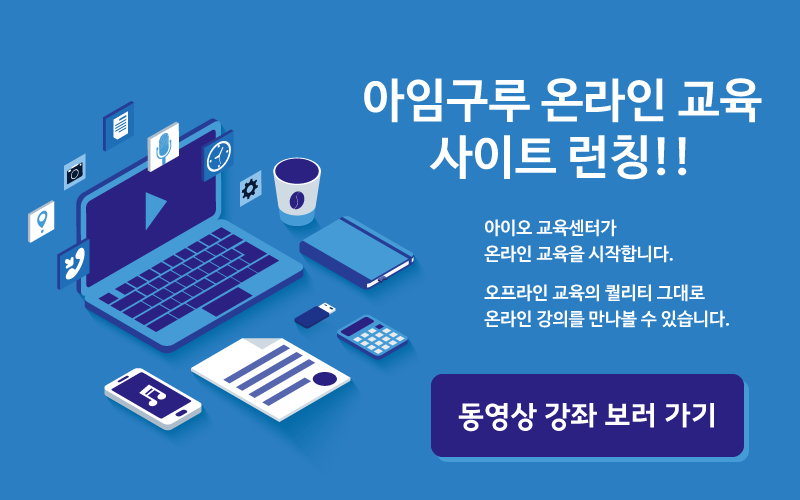 아임구루 온라인 교육
사이트 런칭!!
아이오 교육센터가
온라인 교육을 시작합니다.
오프라인 교육의 퀄리티 그대로
온라인 강의를 만나볼 수 있습니다.
동영상 강좌 보러 가기